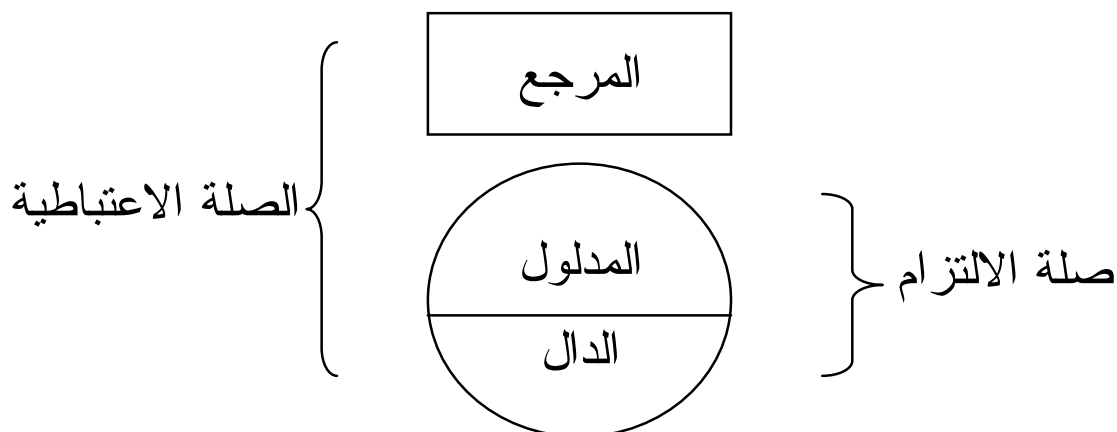 المرجع
الصلة الاعتباطية
المدلول
صلة الالتزام
الدال